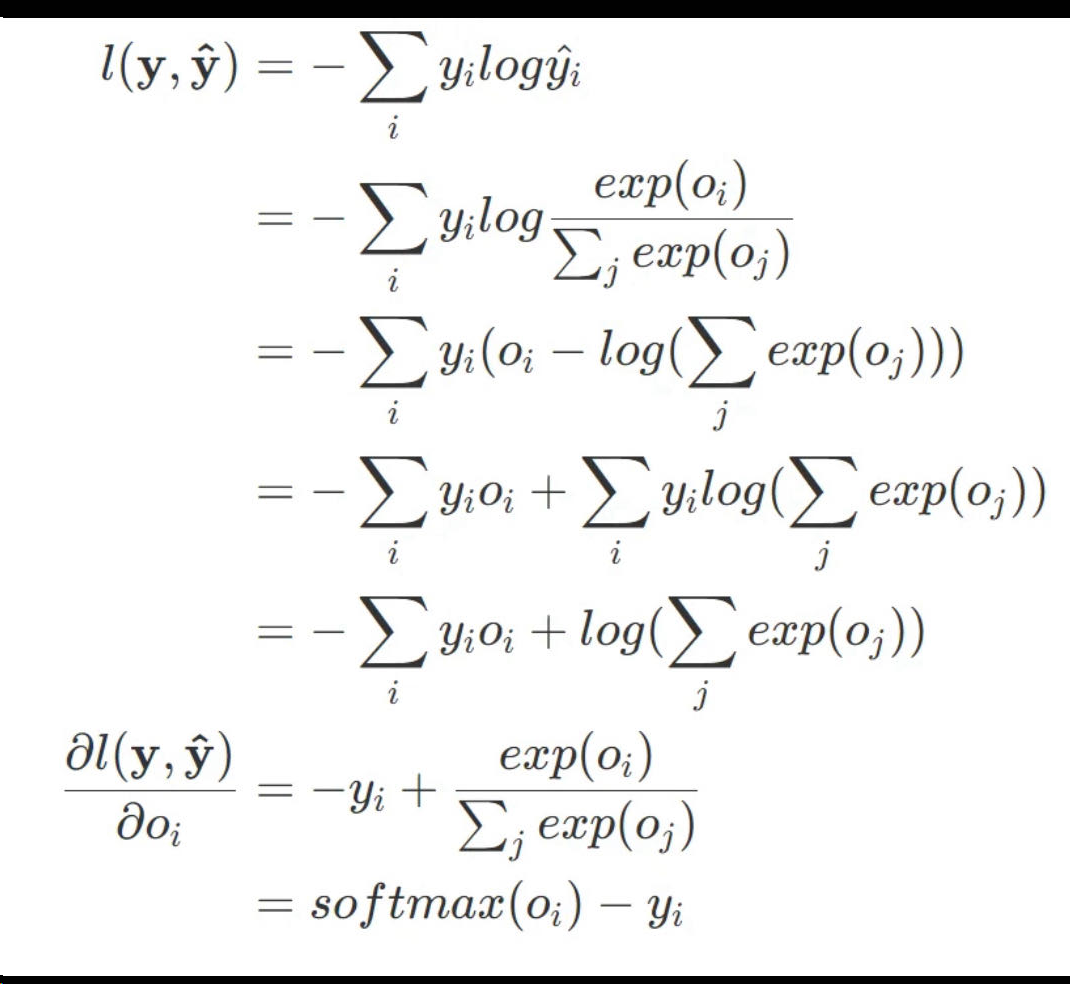 l(𝐲, 𝐲̂) = − ∑_i y_i log ŷ_i
= − ∑_i y_i log exp(o_i) / ∑_j exp(o_j)
= − ∑_i y_i(o_i − log(∑_j exp(o_j)))
= − ∑_i y_i o_i + ∑_i y_i log(∑_j exp(o_j))
= − ∑_i y_i o_i + log(∑_j exp(o_j))
∂l(𝐲, 𝐲̂) / ∂o_i = −y_i + exp(o_i) / ∑_j exp(o_j)
= softmax(o_i) − y_i